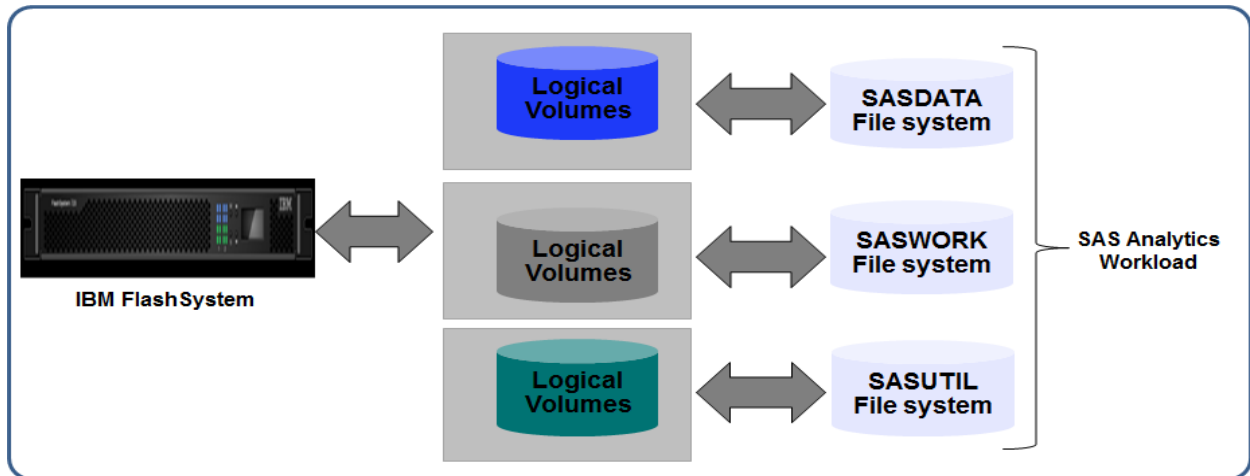 Logical
Volumes
SASDATA
File system
IBM
IBM FlashSystem
Logical
Volumes
SASWORK
File system
SAS Analytics
Workload
Logical
Volumes
SASUTIL
File system